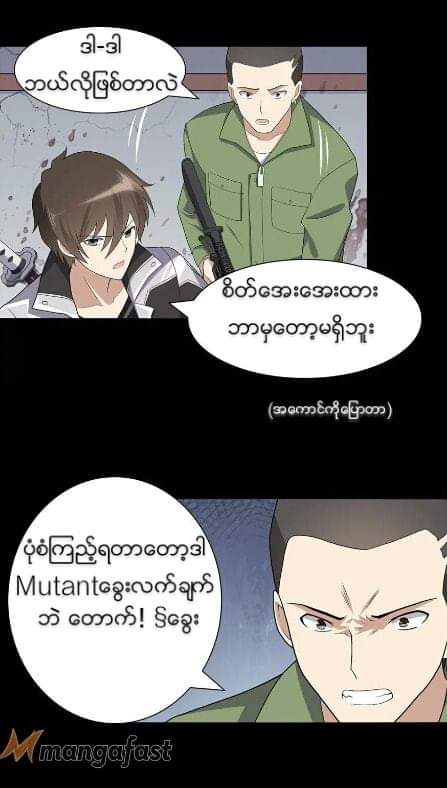 ဒါ-ဒါ
ဘယ်လိုဖြစ်တာလဲ
စိတ်အေးအေးထား
ဘာမှတော့မရှိဘူး
(အကောင်ကိုပြောတာ)
ပုံစံကြည့်ရတာတော့ဒါ
Mutantခွေးလက်ချက်
ဘဲ တောက်! §ခွေး
mangafast